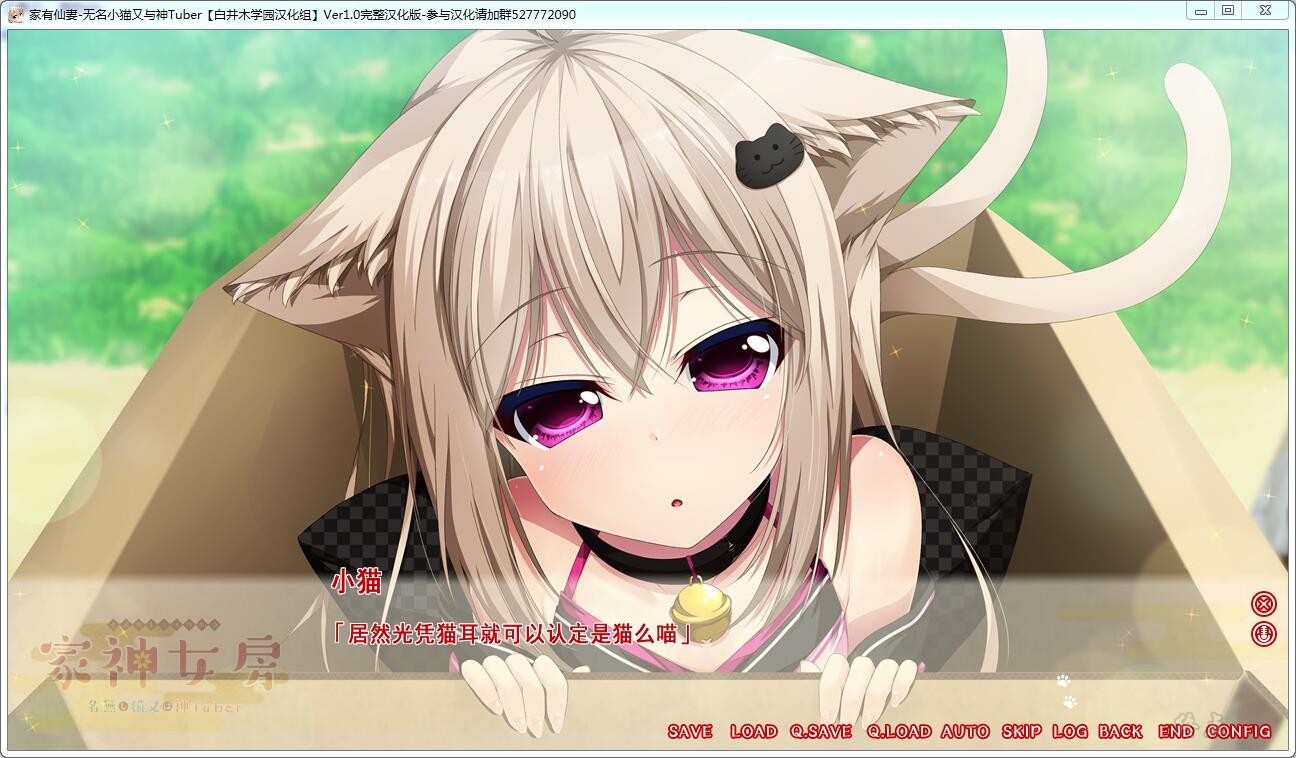 家有仙妻-无名小猫又与神Tuber【白井木学园汉化组】Ver1.0完整汉化版-参与汉化请加群527772090
小猫
「居然光凭猫耳就可以认定是猫么喵」
家神女房
名無し猫又は神Tuber
SAVE LOAD Q.SAVE Q.LOAD AUTO SKIP LOG BACK END CONFIG